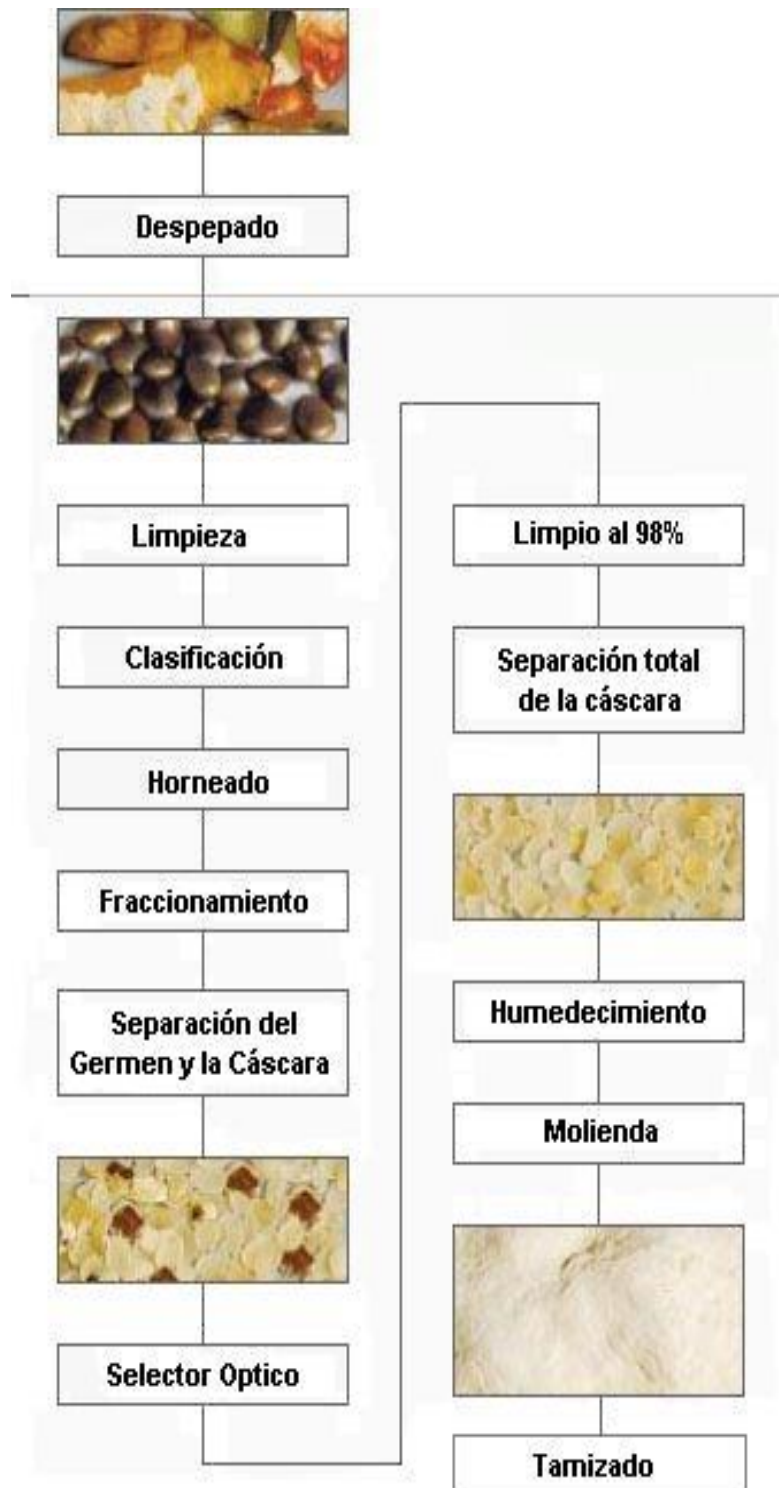 Despepado
Limpieza
Clasificación
Horneado
Fraccionamiento
Separación del
Germen y la Cáscara
Selector Optico
Limpio al 98%
Separación total
de la cáscara
Humedecimiento
Molienda
Tamizado